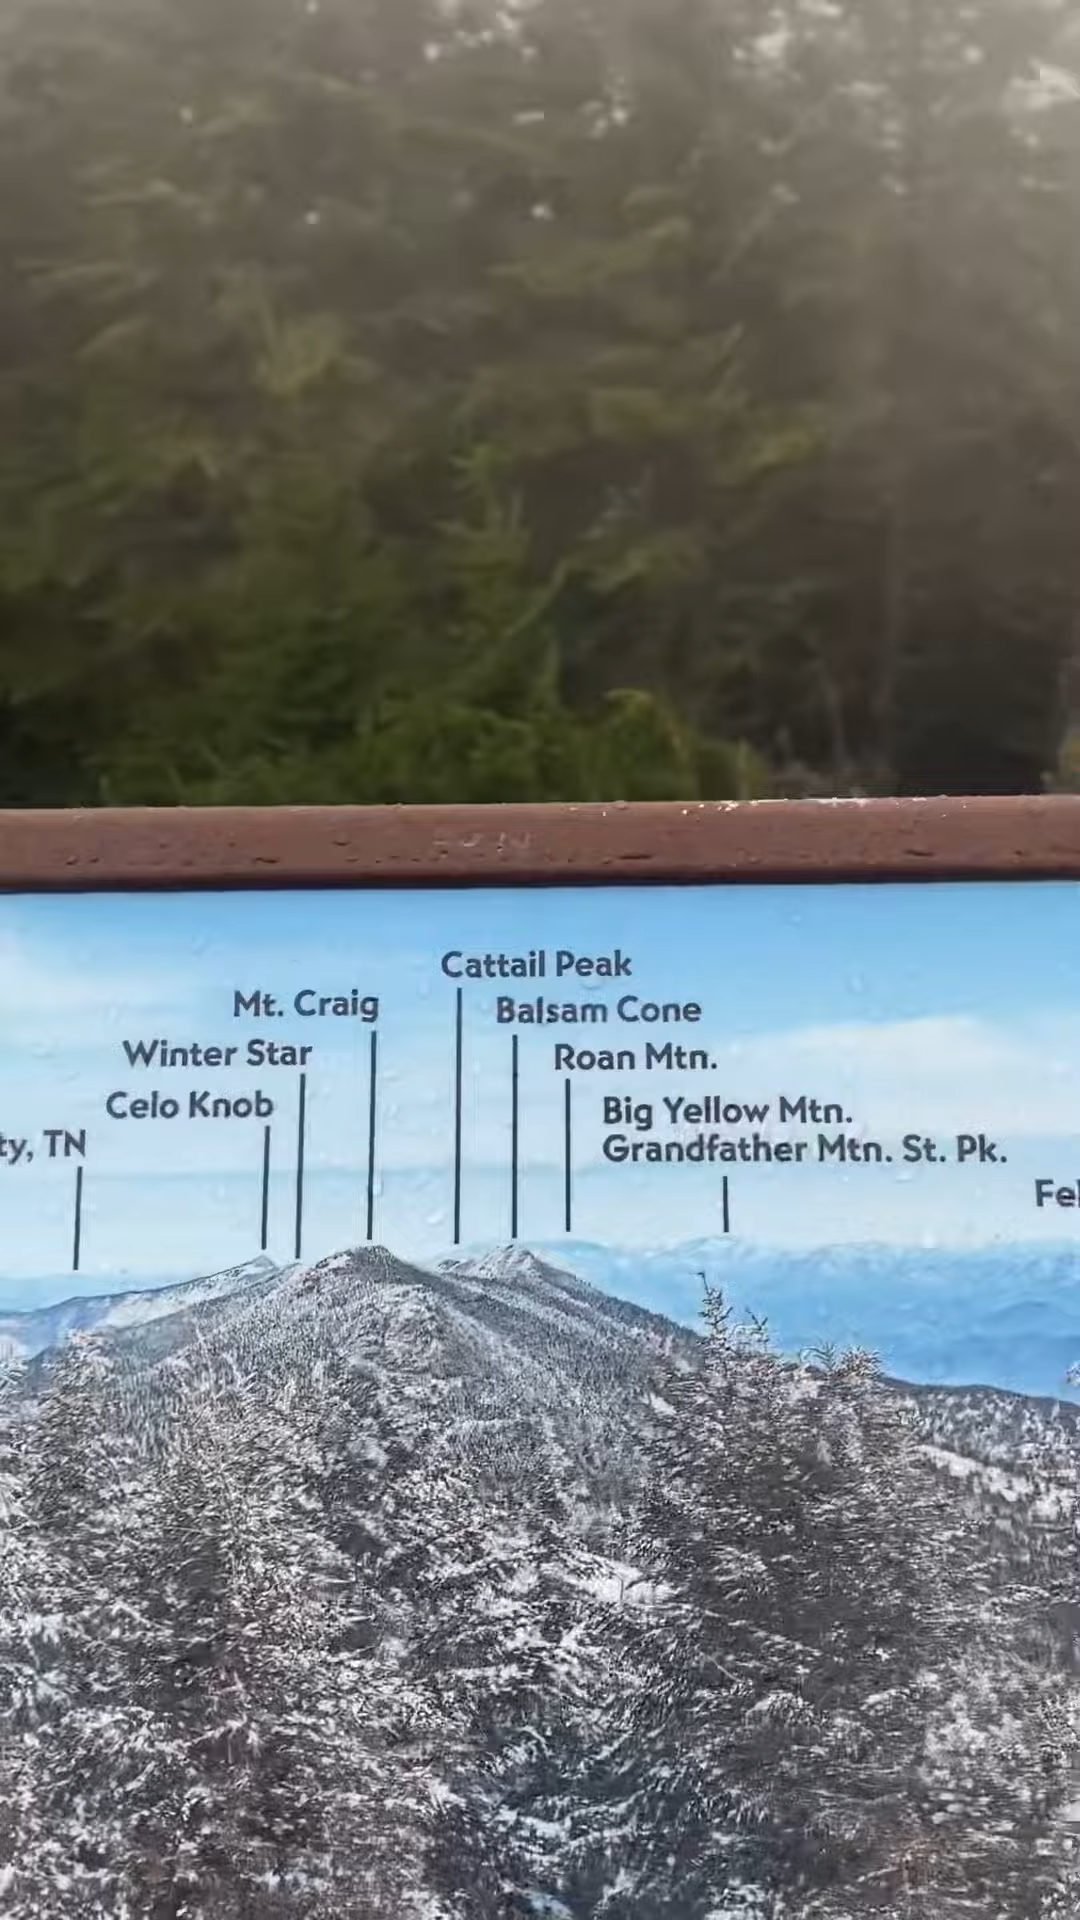 Cattail Peak
Mt. Craig
Balsam Cone
Winter Star
Roan Mtn.
Celo Knob
Big Yellow Mtn.
ty, TN
Grandfather Mtn. St. Pk.